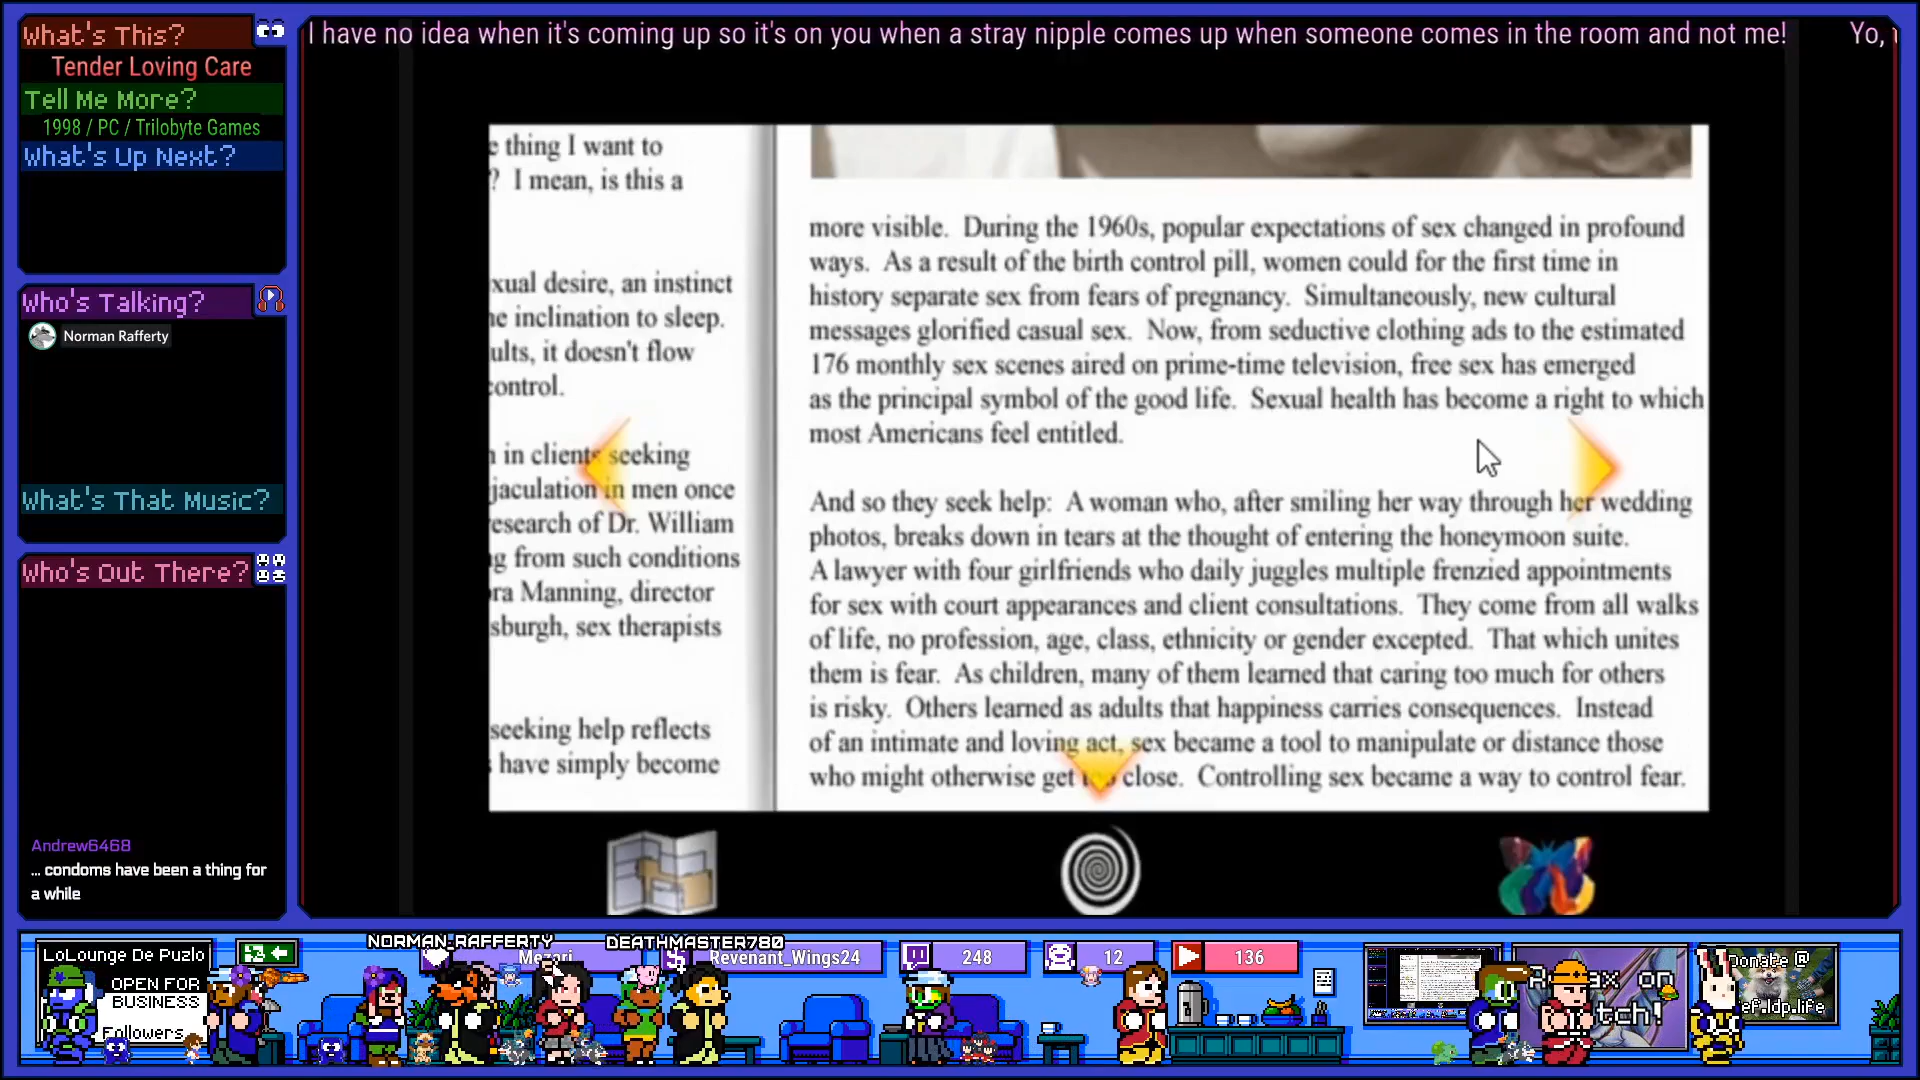 What's This?
Tender Loving Care
Tell Me More?
1998 / PC / Trilobyte Games
What's Up Next?
Who's Talking?
Norman Rafferty
What's That Music?
Who's Out There?
Andrew6468
... condoms have been a thing for
a while
I have no idea when it's coming up so it's on you when a stray nipple comes up when someone comes in the room and not me!
Yo,
thing I want to
? I mean, is this a
xual desire, an instinct
inclination to sleep.
ults, it doesn't flow
control.
in clients seeking
jaculation in men once
esearch of Dr. William
g from such conditions
ra Manning, director
sburgh, sex therapists
seeking help reflects
have simply become
more visible. During the 1960s, popular expectations of sex changed in profound
ways. As a result of the birth control pill, women could for the first time in
history separate sex from fears of pregnancy. Simultaneously, new cultural
messages glorified casual sex. Now, from seductive clothing ads to the estimated
176 monthly sex scenes aired on prime-time television, free sex has emerged
as the principal symbol of the good life. Sexual health has become a right to which
most Americans feel entitled.
And so they seek help: A woman who, after smiling her way through her wedding
photos, breaks down in tears at the thought of entering the honeymoon suite.
A lawyer with four girlfriends who daily juggles multiple frenzied appointments
for sex with court appearances and client consultations. They come from all walks
of life, no profession, age, class, ethnicity or gender excepted. That which unites
them is fear. As children, many of them learned that caring too much for others
is risky. Others learned as adults that happiness carries consequences. Instead
of an intimate and loving act, sex became a tool to manipulate or distance those
who might otherwise get too close. Controlling sex became a way to control fear.
LoLounge De Puzlo
OPEN FOR
BUSINESS
Followers
NORMAN_RAFFERTY
DEATHMASTER780
Mezori
Revenant_Wings24
248
12
136
Donate @
ef.ldp.life